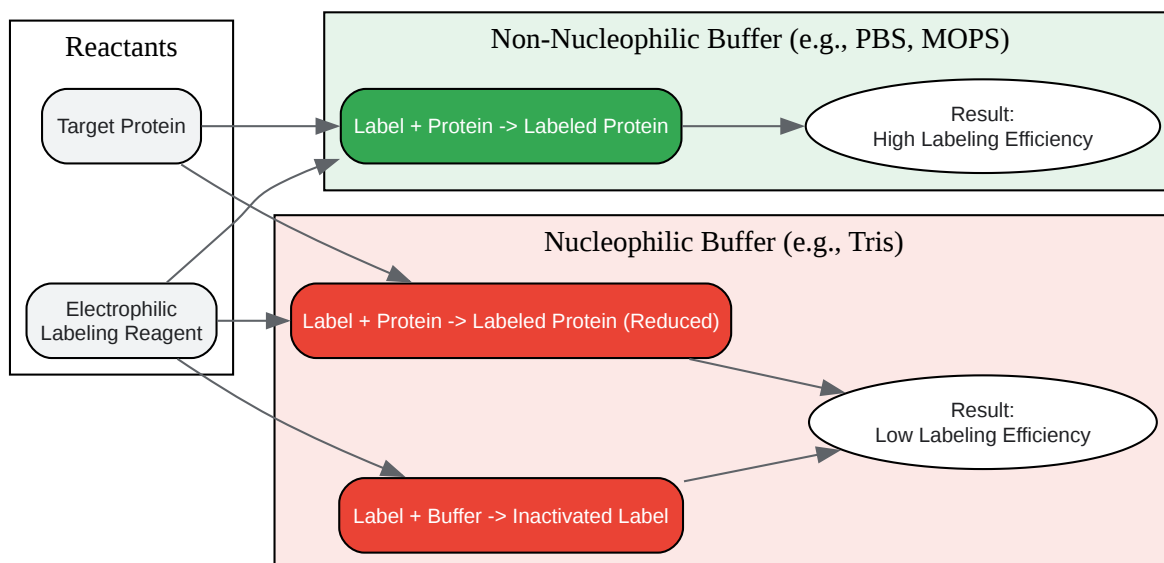 Reactants
Target Protein
Electrophilic
Labeling Reagent
Non-Nucleophilic Buffer (e.g., PBS, MOPS)
Label + Protein -> Labeled Protein
Result:
High Labeling Efficiency
Nucleophilic Buffer (e.g., Tris)
Label + Protein -> Labeled Protein (Reduced)
Label + Buffer -> Inactivated Label
Result:
Low Labeling Efficiency